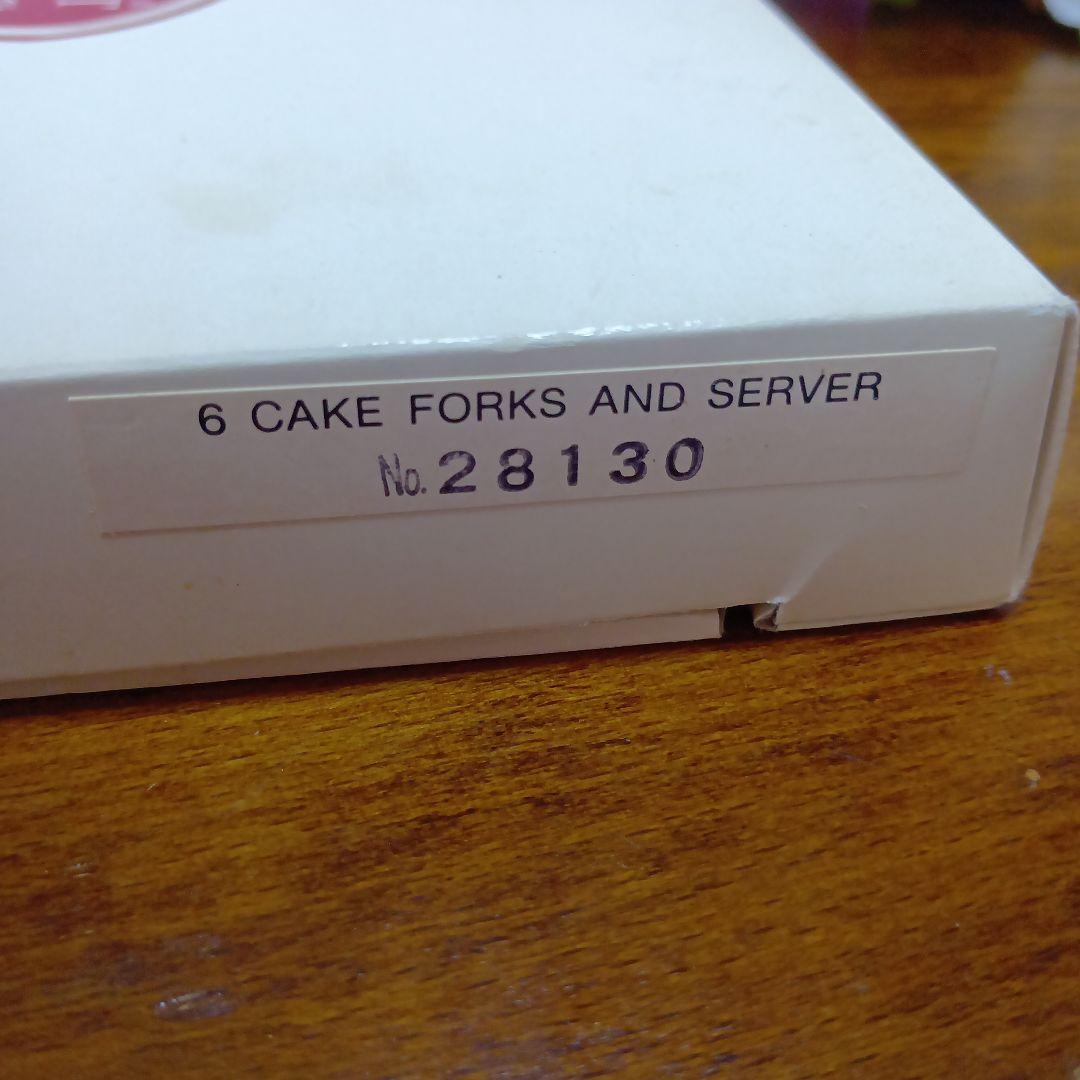 6 CAKE FORKS AND SERVER
No. 28130